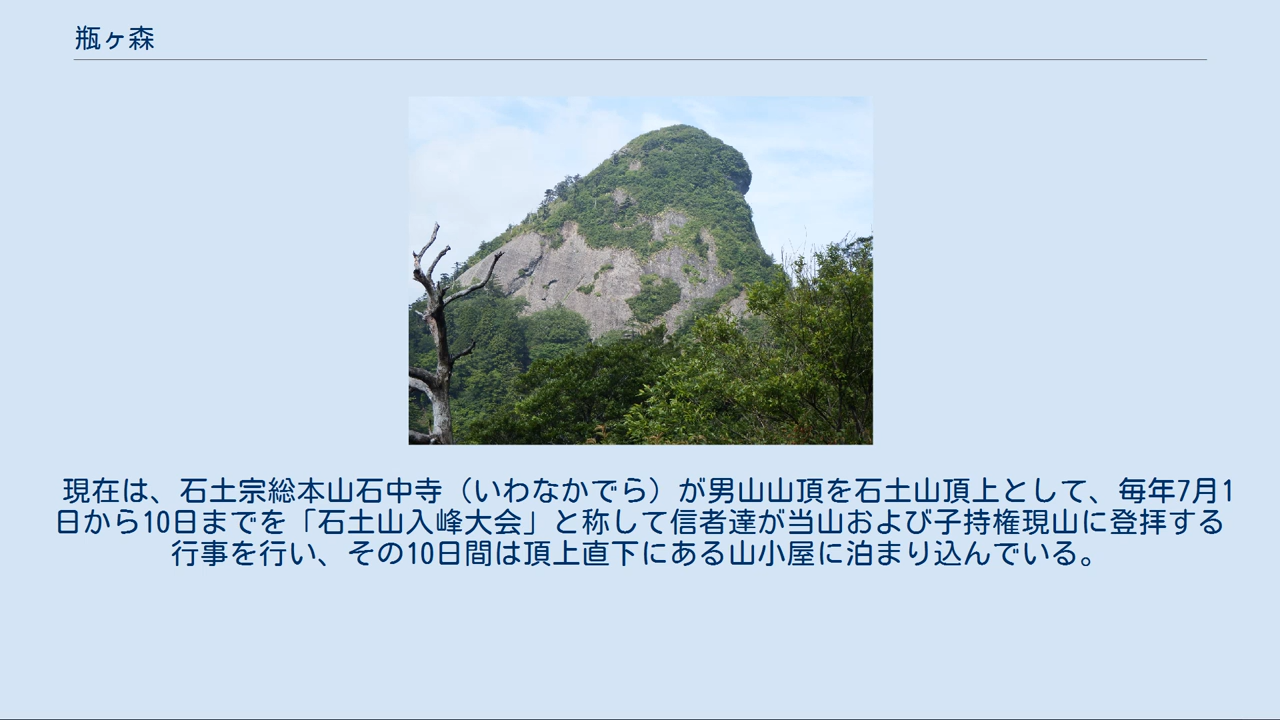 瓶ヶ森
現在は、石土宗総本山石中寺（いわなかでら）が男山山頂を石土山頂上として、毎年7月1
日から10日までを「石土山入峰大会」と称して信者達が当山および子持権現山に登拝する
行事を行い、その10日間は頂上直下にある山小屋に泊まり込んでいる。